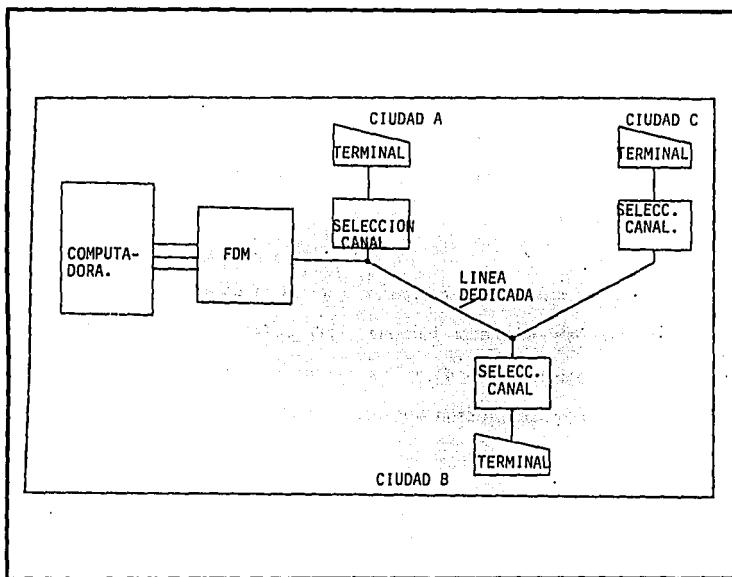 CIUDAD A
CIUDAD C
TERMINAL
TERMINAL
SELECCION
CANAL
SELECC.
CANAL.
COMPUTA-
DORA.
FDM
LINEA
DEDICADA
SELECC.
CANAL
TERMINAL
CIUDAD B